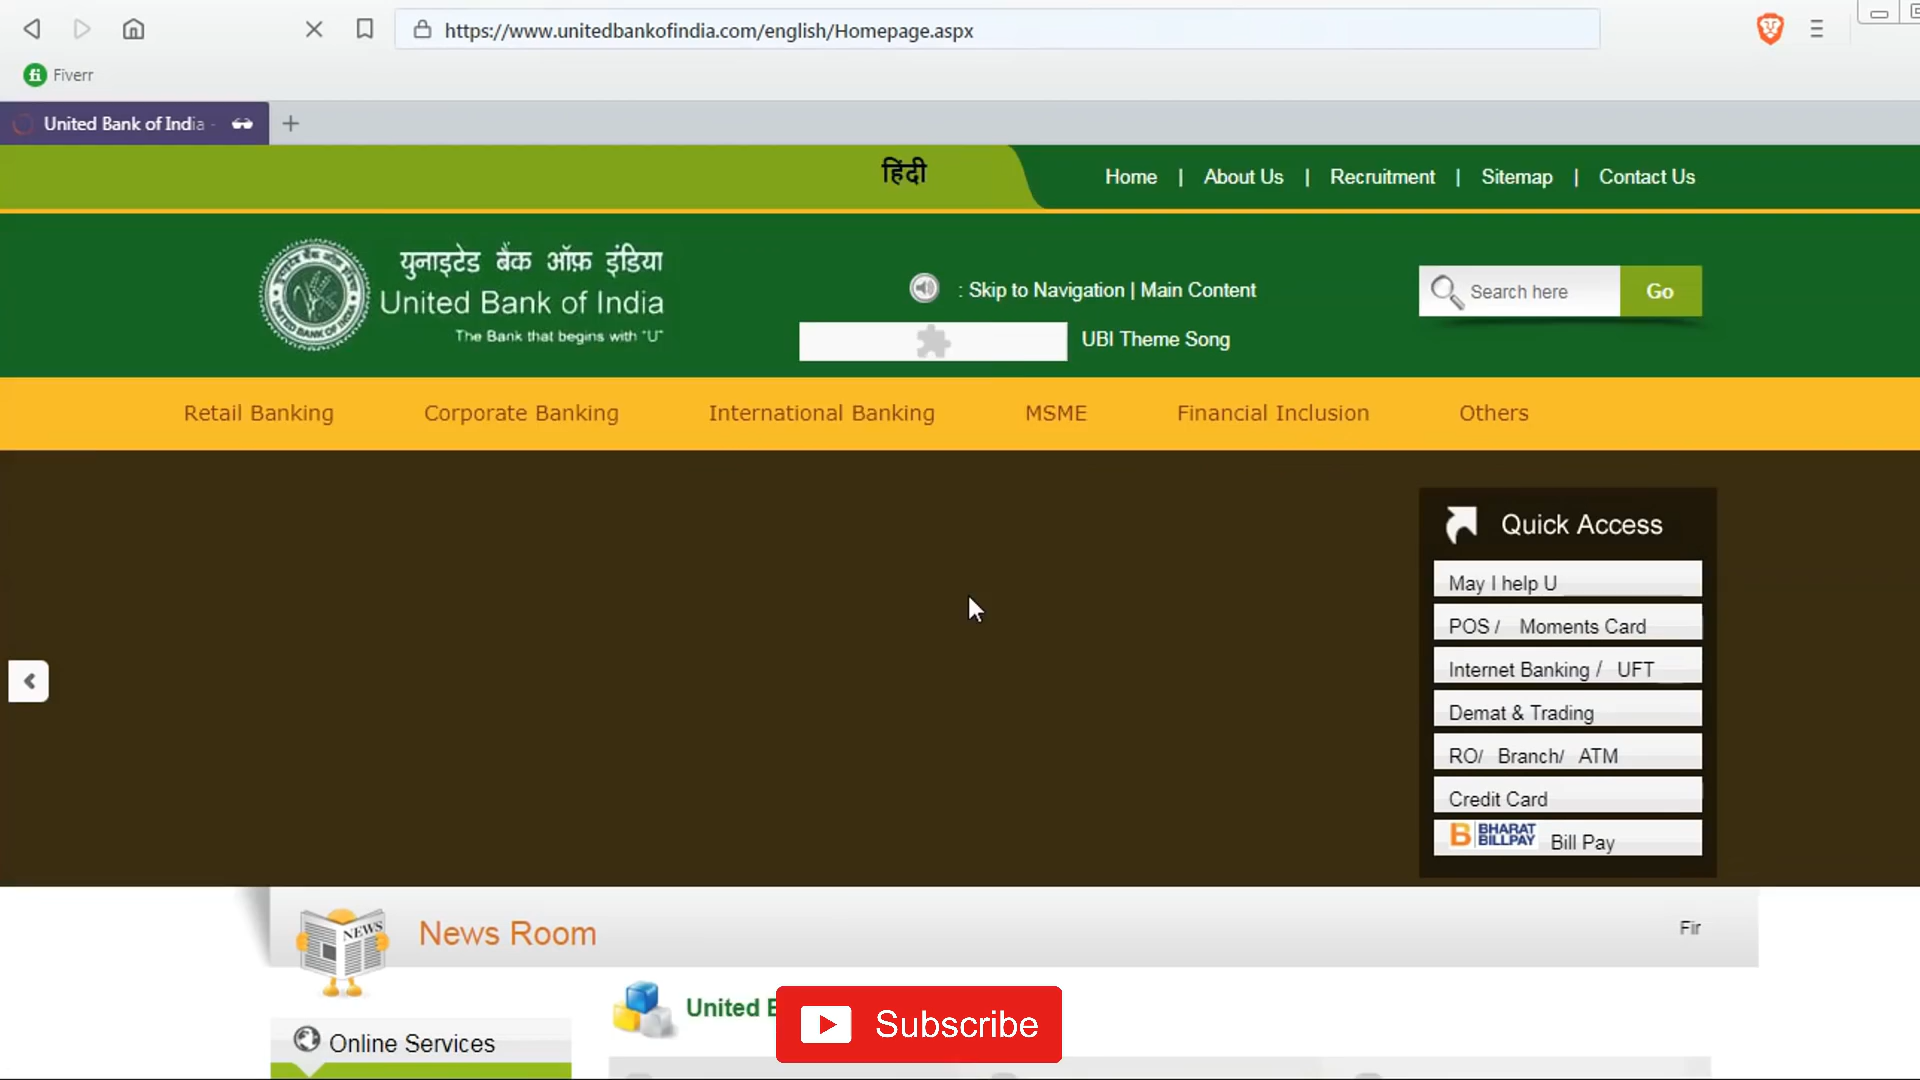 https://www.unitedbankofindia.com/english/Homepage.aspx
fi Fiverr
United Bank of India -
हिंदी
Home | About Us | Recruitment | Sitemap | Contact Us
युनाइटेड बैंक ऑफ़ इंडिया
United Bank of India
The Bank that begins with "U"
: Skip to Navigation | Main Content
UBI Theme Song
Search here
Go
Retail Banking
Corporate Banking
International Banking
MSME
Financial Inclusion
Others
Quick Access
May I help U
POS / Moments Card
Internet Banking / UFT
Demat & Trading
RO/ Branch/ ATM
Credit Card
B BHARAT BILLPAY Bill Pay
NEWS
News Room
Fir
United B
Subscribe
Online Services